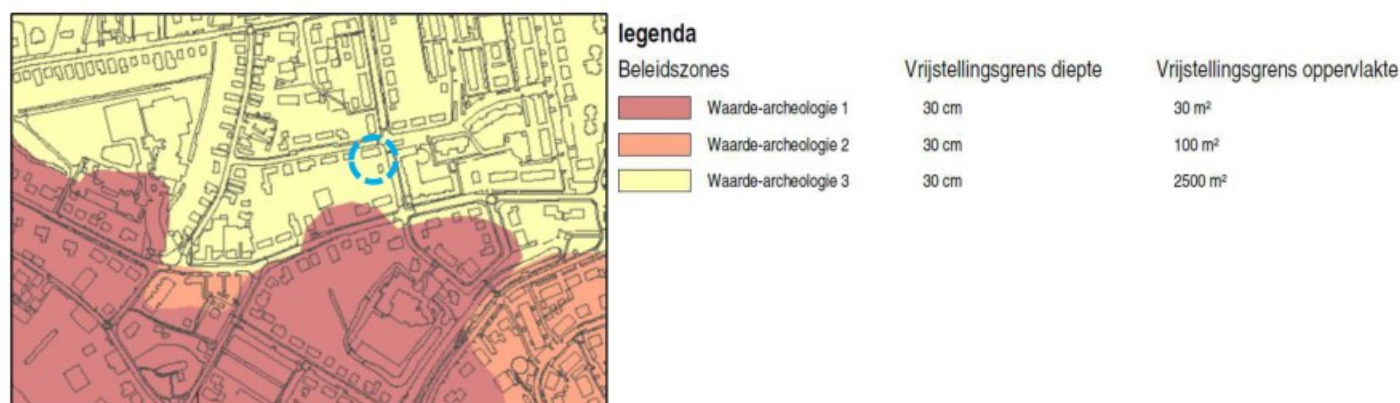 legenda
Beleidszones Vrijstellingsgrens diepte Vrijstellingsgrens oppervlakte
Waarde-archeologie 1 30 cm 30 m²
Waarde-archeologie 2 30 cm 100 m²
Waarde-archeologie 3 30 cm 2500 m²